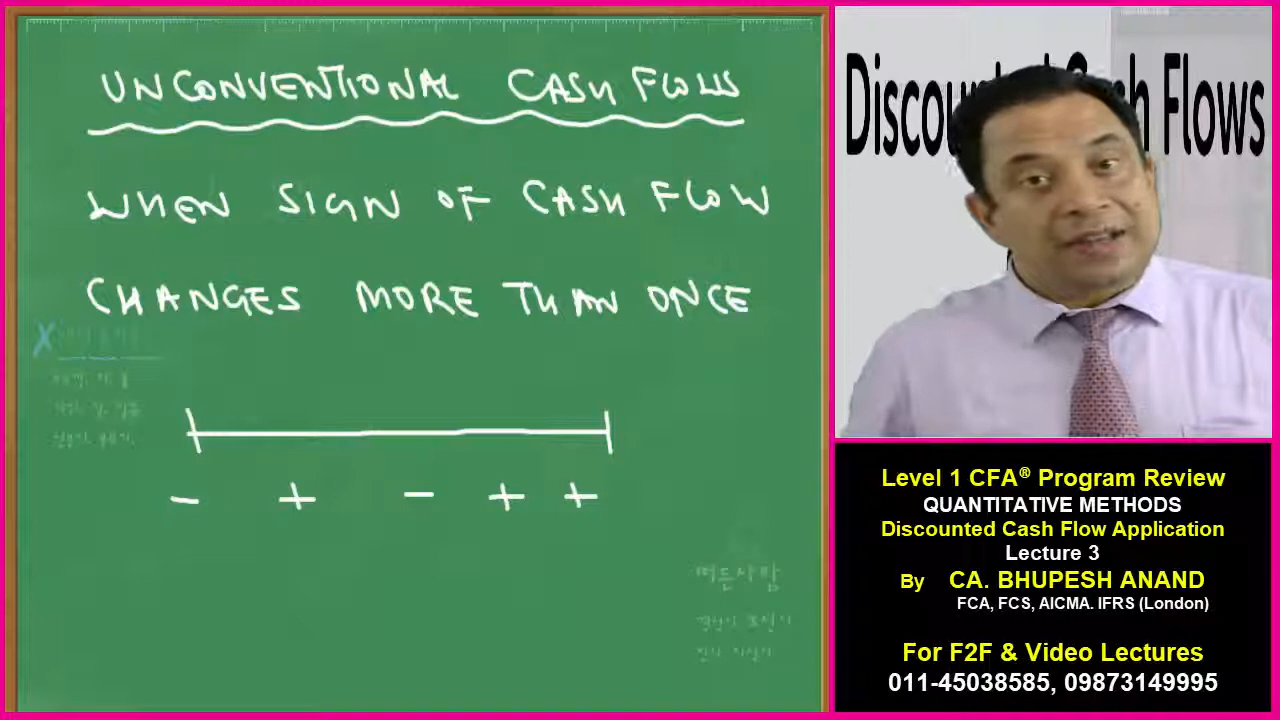 UNCONVENTIONAL CASH FLOWS
WHEN SIGN OF CASH FLOW
CHANGES MORE THAN ONCE
- + - + +
Discounted Cash Flows
Level 1 CFA® Program Review
QUANTITATIVE METHODS
Discounted Cash Flow Application
Lecture 3
By CA. BHUPESH ANAND
FCA, FCS, AICMA. IFRS (London)
For F2F & Video Lectures
011-45038585, 09873149995